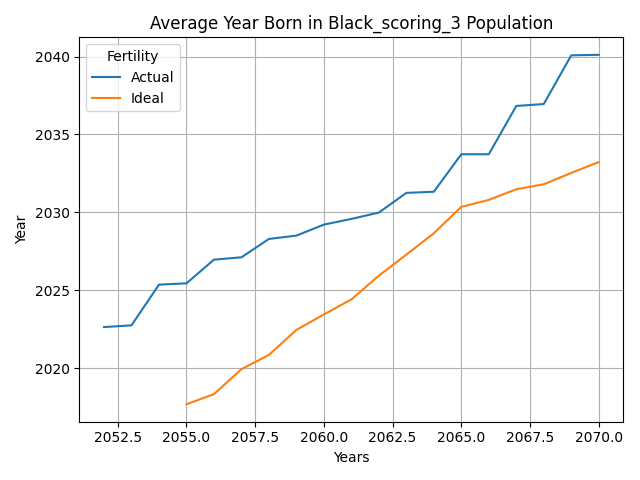 Average Year Born in Black_scoring_3 Population
Fertility
Actual
Ideal
2040
2035
2030
2025
2020
Year
2052.5 2055.0 2057.5 2060.0 2062.5 2065.0 2067.5 2070.0
Years